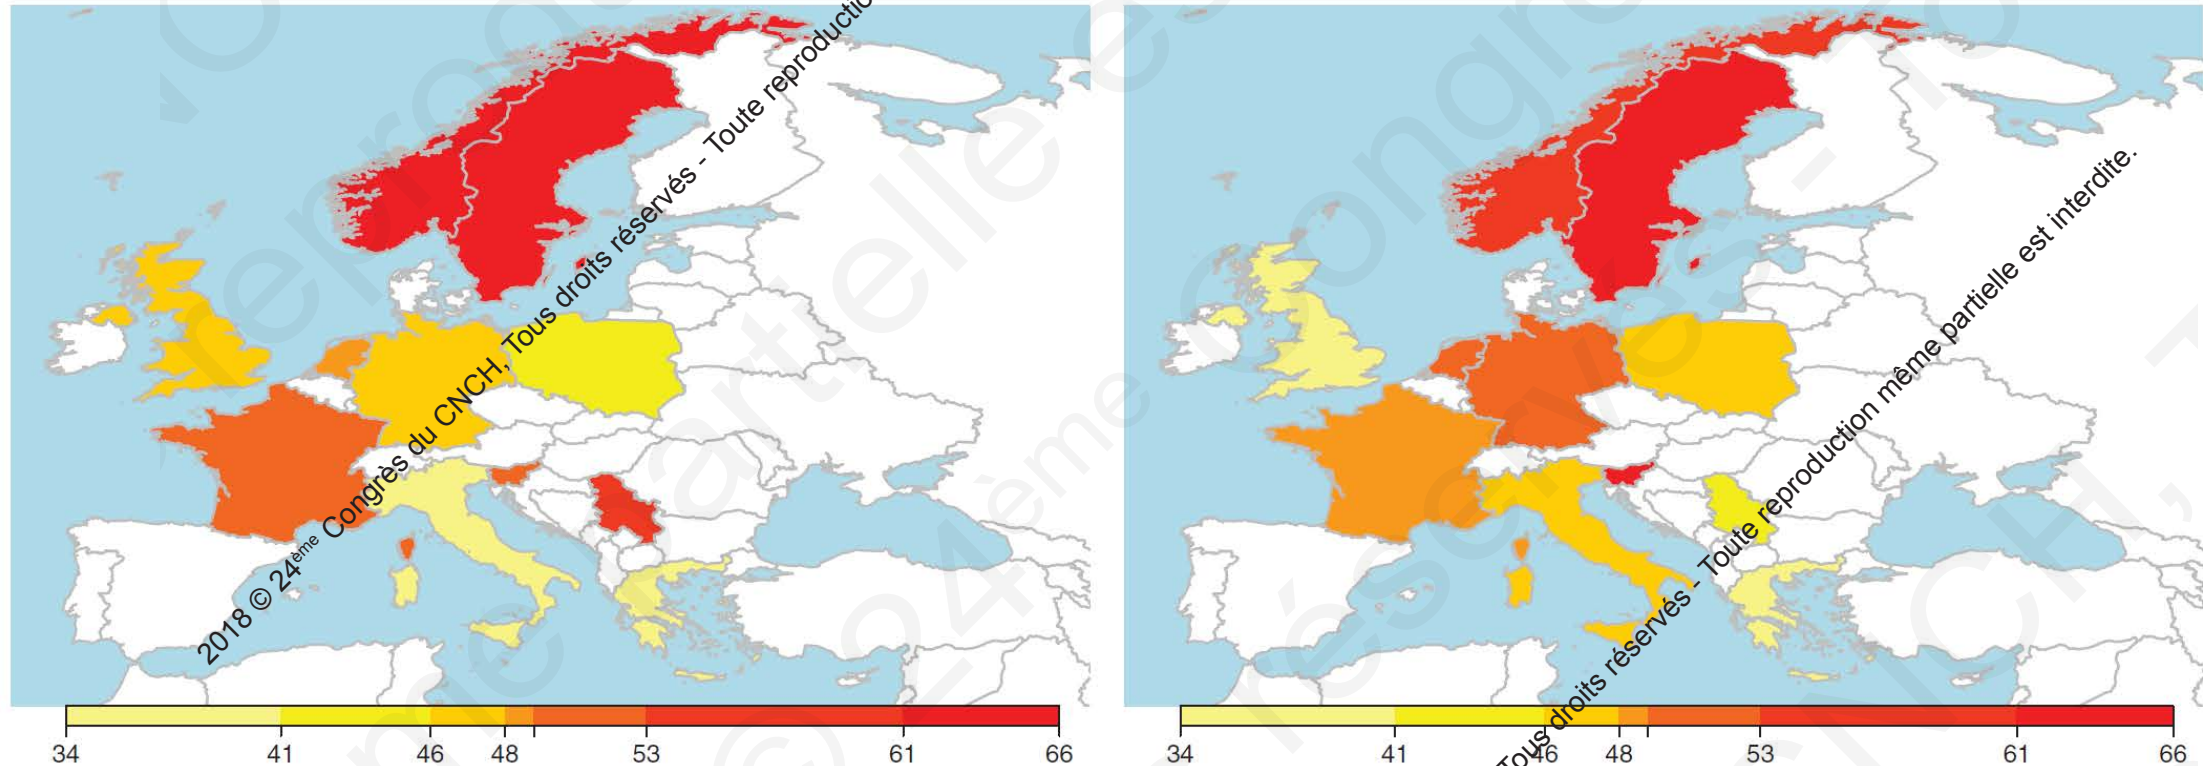 2018 © 24ème Congrès du CNCH, Tous droits réservés - Toute reproductio
Tous droits réservés - Toute reproduction même partielle est interdite.
34 41 46 48 53 61 66
34 41 46 48 53 61 66